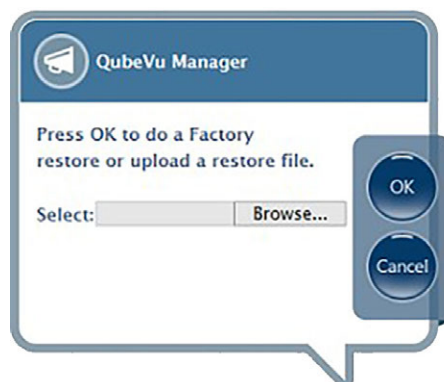 QubeVu Manager
Press OK to do a Factory
restore or upload a restore file.
Select: Browse...
OK
Cancel